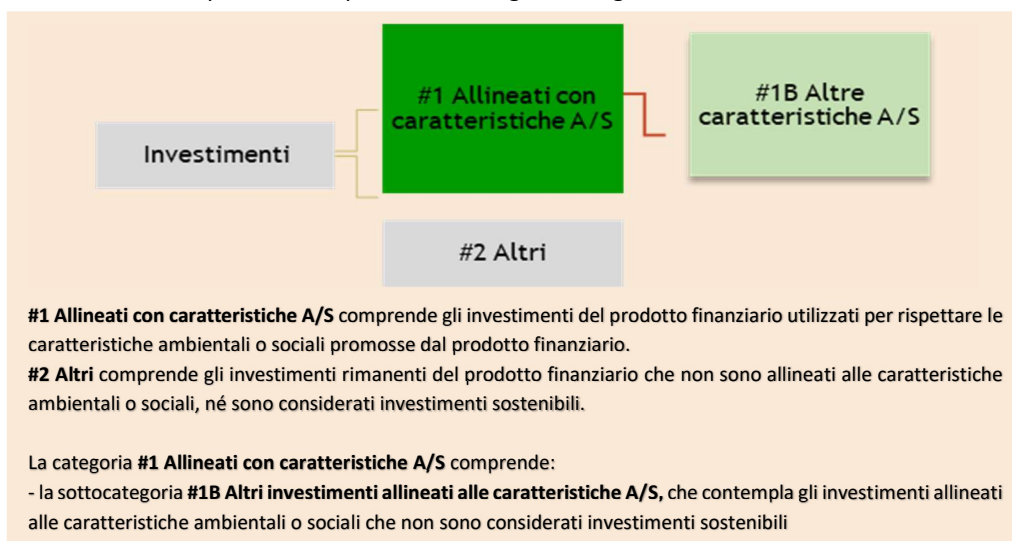 #1 Allineati con
caratteristiche A/S
#1B Altre
caratteristiche A/S
Investimenti
#2 Altri
#1 Allineati con caratteristiche A/S comprende gli investimenti del prodotto finanziario utilizzati per rispettare le
caratteristiche ambientali o sociali promosse dal prodotto finanziario.
#2 Altri comprende gli investimenti rimanenti del prodotto finanziario che non sono allineati alle caratteristiche
ambientali o sociali, né sono considerati investimenti sostenibili.
La categoria #1 Allineati con caratteristiche A/S comprende:
- la sottocategoria #1B Altri investimenti allineati alle caratteristiche A/S, che contempla gli investimenti allineati
alle caratteristiche ambientali o sociali che non sono considerati investimenti sostenibili